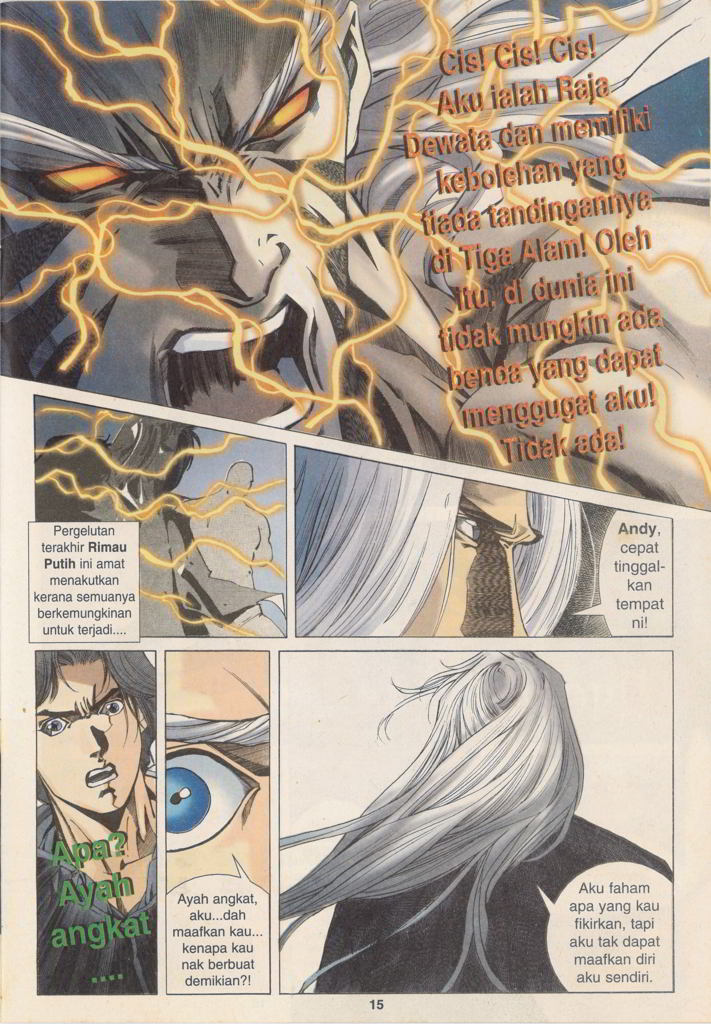 Cis! Cis! Cis!
Aku ialah Raja
Dewata dan memiliki
kebolehan yang
tiada tandingannya
di Tiga Alam! Oleh
itu, di dunia ini
tidak mungkin ada
benda yang dapat
menggugat aku!
Tidak ada!
Pergelutan
terakhir Rimau
Putih ini amat
menakutkan
kerana semuanya
berkemungkinan
untuk terjadi....
Andy,
cepat
tinggal-
kan
tempat
ni!
Apa?
Ayah
angkat
....
Ayah angkat,
aku...dah
maafkan kau...
kenapa kau
nak berbuat
demikian?!
Aku faham
apa yang kau
fikirkan, tapi
aku tak dapat
maafkan diri
aku sendiri.
15